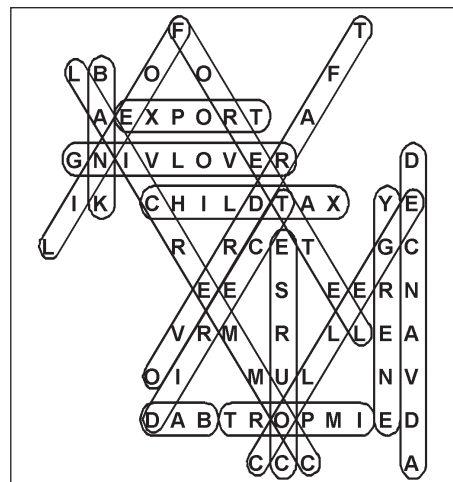 F T
L B O O F
A E X P O R T A
G N I V L O V E R D
I K C H I L D T A X Y E
L R R C E T G C
E E S E E R N
V R M R L L E A
O I M U L N V
D A B T R O P M I E D
C C C A